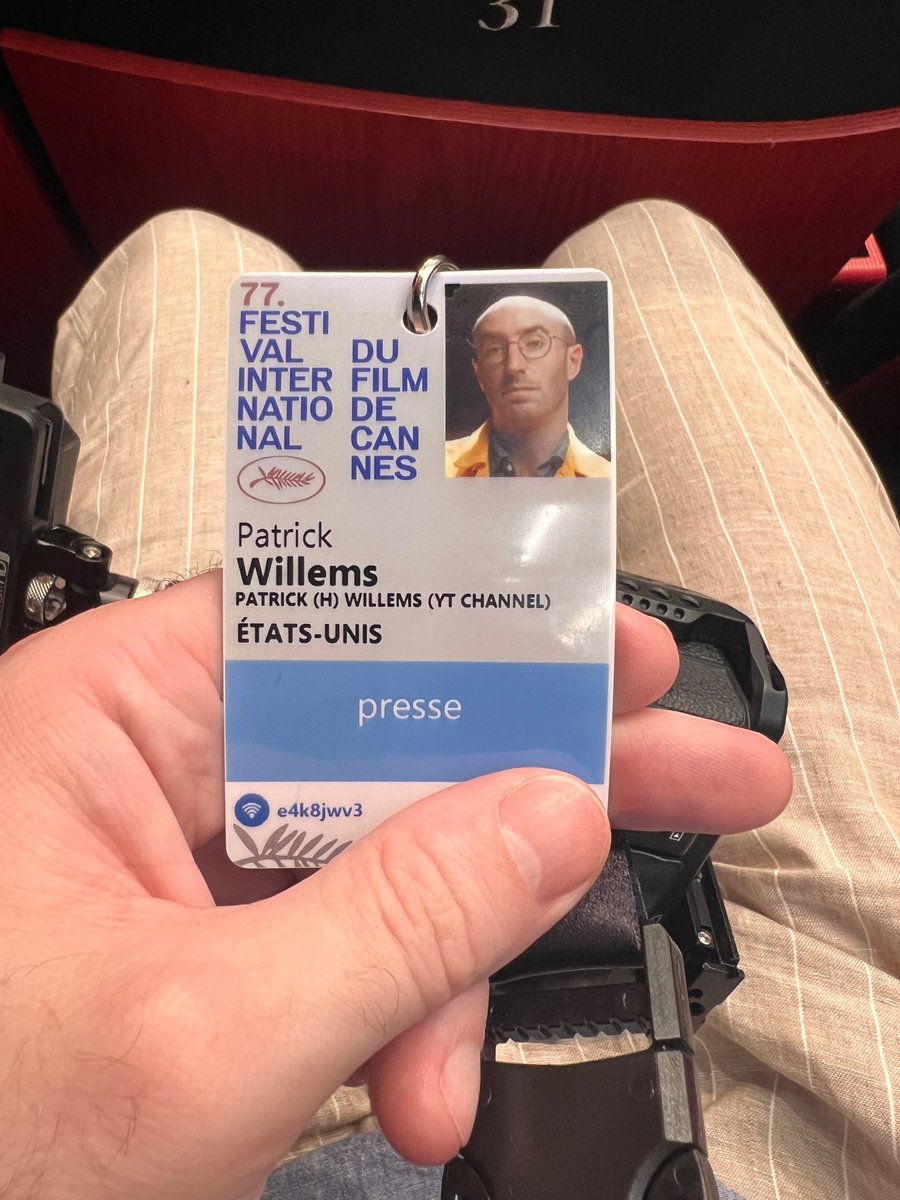 31
77.
FESTI
VAL DU
INTER FILM
NATIO DE
NAL CAN
NES
Patrick
Willems
PATRICK (H) WILLEMS (YT CHANNEL)
ÉTATS-UNIS
presse
e4k8jwv3